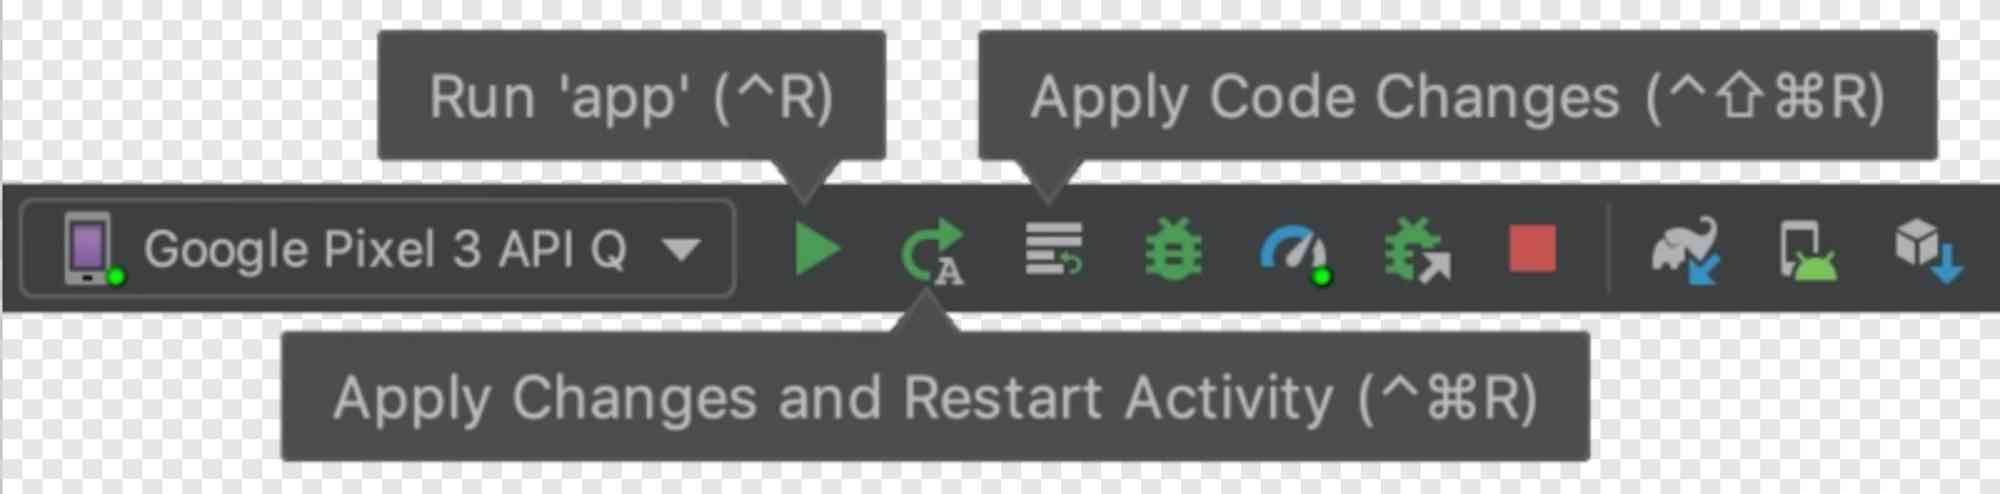 Run 'app' (^R)
Apply Code Changes (^⇧⌘R)
Google Pixel 3 API Q
A
Apply Changes and Restart Activity (^⌘R)